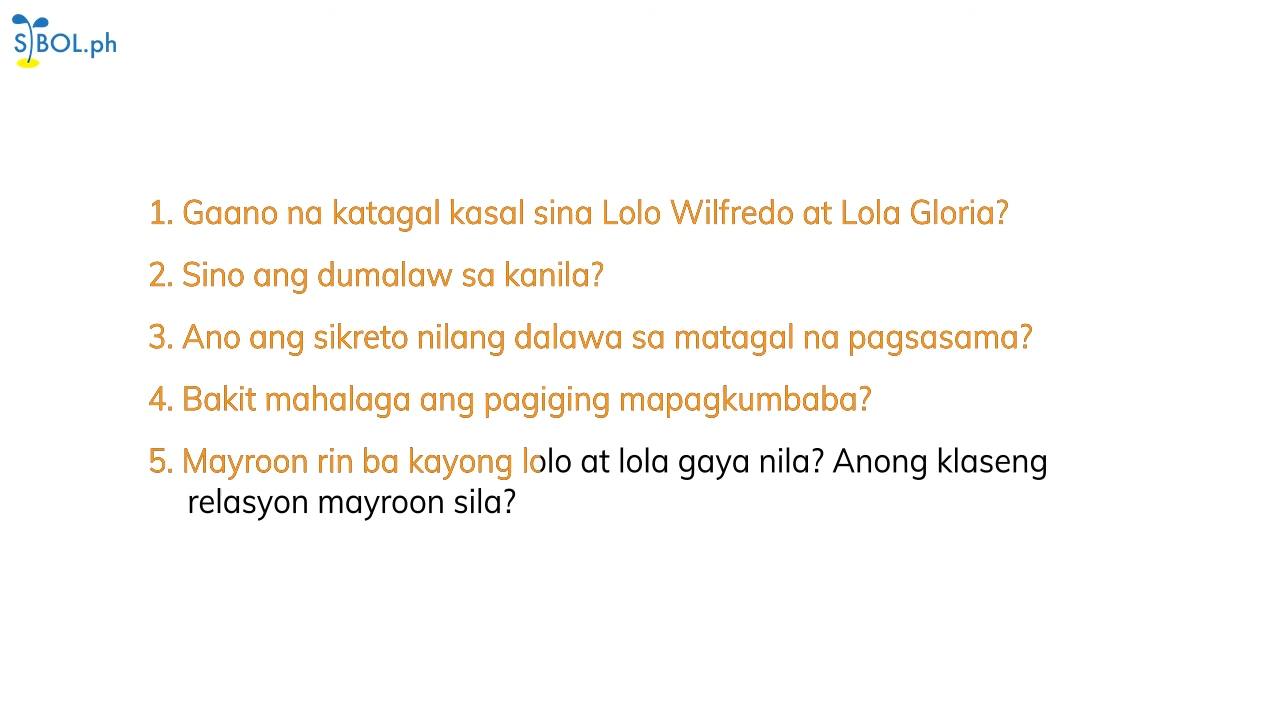 SIBOL.ph
1. Gaano na katagal kasal sina Lolo Wilfredo at Lola Gloria?
2. Sino ang dumalaw sa kanila?
3. Ano ang sikreto nilang dalawa sa matagal na pagsasama?
4. Bakit mahalaga ang pagiging mapagkumbaba?
5. Mayroon rin ba kayong lolo at lola gaya nila? Anong klaseng
relasyon mayroon sila?